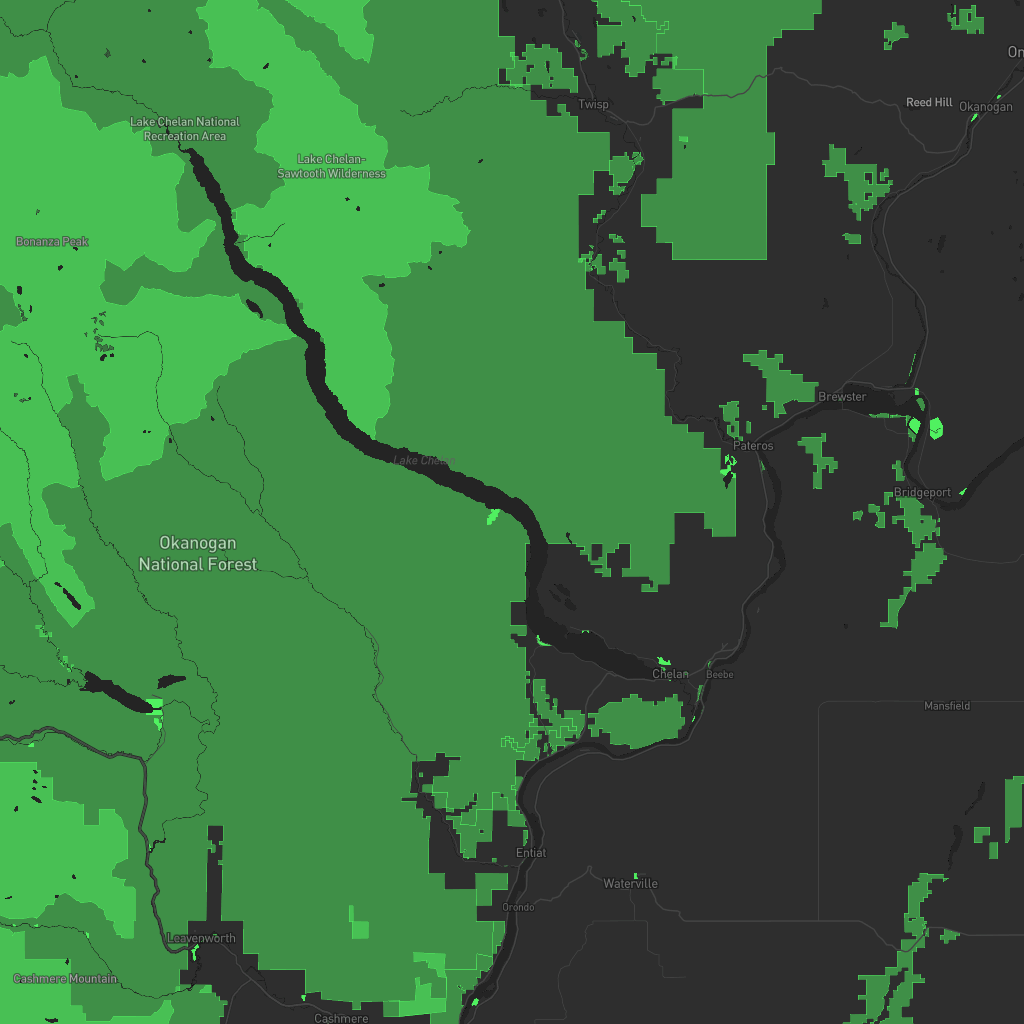 On
Twisp
Reed Hill
Okanogan
Lake Chelan National
Recreation Area
Lake Chelan-
Sawtooth Wilderness
Bonanza Peak
Brewster
Pateros
Lake Chelan
Bridgeport
Okanogan
National Forest
Chelan
Beebe
Mansfield
Entiat
Waterville
Orondo
Leavenworth
Cashmere Mountain
Cashmere